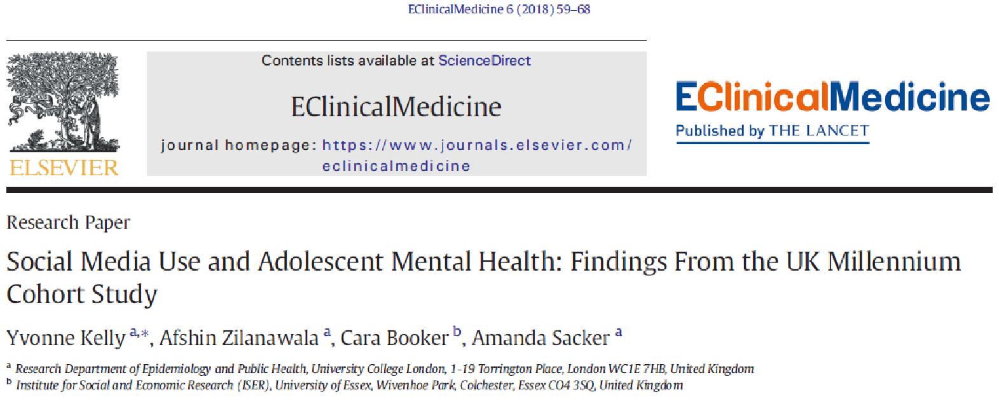 EClinicalMedicine 6 (2018) 59–68
Contents lists available at ScienceDirect
EClinicalMedicine
journal homepage: https://www.journals.elsevier.com/
eclinicalmedicine
ELSEVIER
EClinicalMedicine
Published by THE LANCET
Research Paper
Social Media Use and Adolescent Mental Health: Findings From the UK Millennium
Cohort Study
Yvonne Kelly a,*, Afshin Zilanawala a, Cara Booker b, Amanda Sacker a
a Research Department of Epidemiology and Public Health, University College London, 1-19 Torrington Place, London WC1E 7HB, United Kingdom
b Institute for Social and Economic Research (ISER), University of Essex, Wivenhoe Park, Colchester, Essex CO4 3SQ, United Kingdom